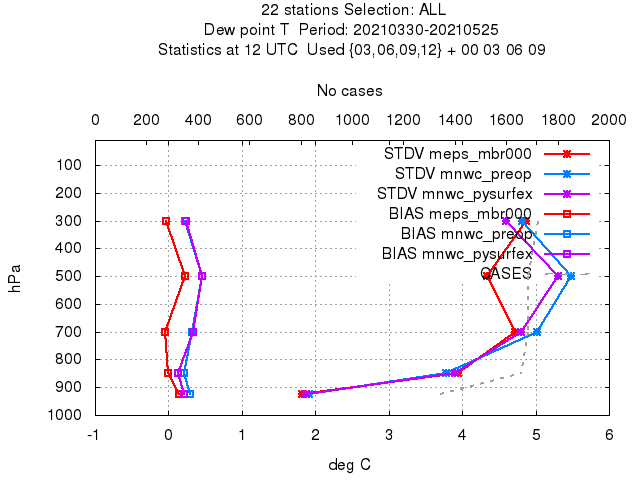 22 stations Selection: ALL
Dew point T  Period: 20210330-20210525
Statistics at 12 UTC  Used {03,06,09,12} + 00 03 06 09
No cases
0 200 400 600 800 1000 1200 1400 1600 1800 2000
STDV meps_mbr000
STDV mnwc_preop
STDV mnwc_pysurfex
BIAS meps_mbr000
BIAS mnwc_preop
BIAS mnwc_pysurfex
CASES
100
200
300
400
500
600
700
800
900
1000
hPa
-1 0 1 2 3 4 5 6
deg C